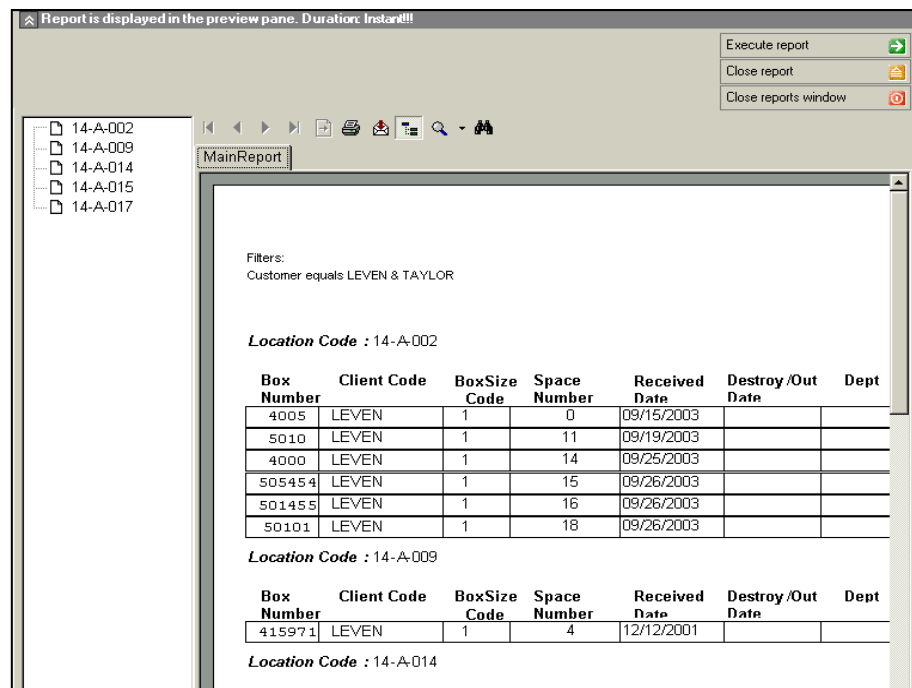 Report is displayed in the preview pane. Duration: Instant!!!
Execute report
Close report
Close reports window
14-A-002
14-A-009
14-A-014
14-A-015
14-A-017
MainReport
Filters:
Customer equals LEVEN & TAYLOR
Location Code : 14-A-002
Box Number Client Code BoxSize Code Space Number Received Date Destroy /Out Date Dept
4005 LEVEN 1 0 09/15/2003
5010 LEVEN 1 11 09/19/2003
4000 LEVEN 1 14 09/25/2003
505454 LEVEN 1 15 09/26/2003
501455 LEVEN 1 16 09/26/2003
50101 LEVEN 1 18 09/26/2003
Location Code : 14-A-009
Box Number Client Code BoxSize Code Space Number Received Date Destroy /Out Date Dept
415971 LEVEN 1 4 12/12/2001
Location Code : 14-A-014